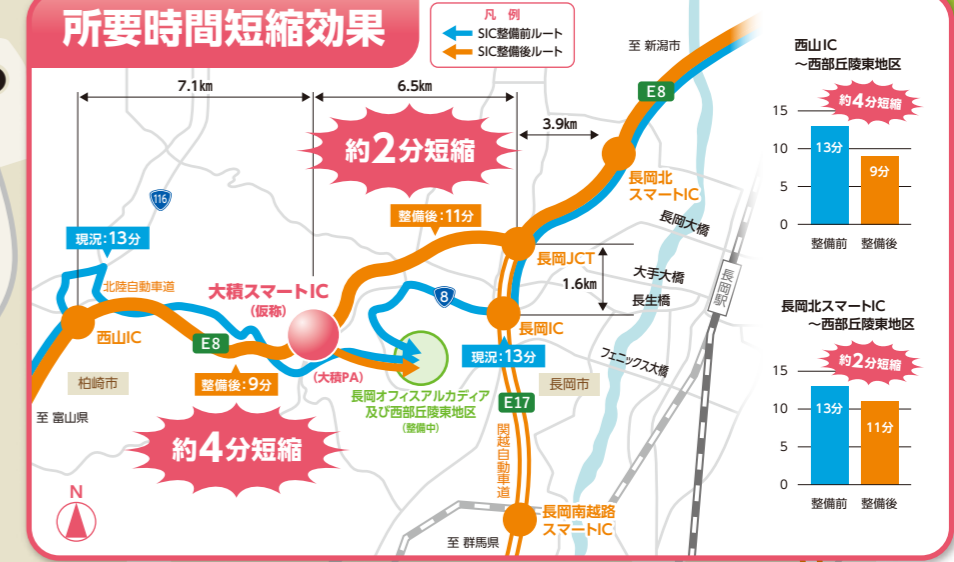 所要時間短縮効果
凡 例
SIC整備前ルート
SIC整備後ルート
至 新潟市
7.1㎞
6.5㎞
3.9㎞
E8
約2分短縮
116
長岡北
スマートIC
整備後:11分
長岡大橋
現況:13分
長岡JCT
北陸自動車道
大積スマートIC
(仮称)
1.6㎞
大手大橋
長生橋
長岡駅
8
西山IC
長岡IC
E8
フェニックス大橋
現況:13分
(大積PA)
柏崎市
整備後:9分
長岡オフィスアルカディア
及び西部丘陵東地区
(整備中)
長岡市
E17
至 富山県
約4分短縮
関越自動車道
N
長岡南越路
スマートIC
至 群馬県
西山IC
~西部丘陵東地区
約4分短縮
15
10
5
0
13分
9分
整備前
整備後
長岡北スマートIC
~西部丘陵東地区
約2分短縮
15
10
5
0
13分
11分
整備前
整備後